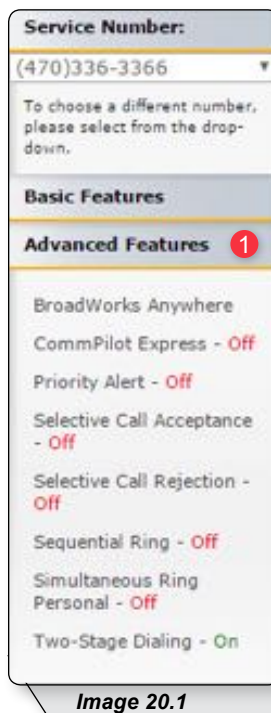 Service Number:
(470)336-3366
To choose a different number,
please select from the drop-
down.
Basic Features
Advanced Features 1
BroadWorks Anywhere
CommPilot Express - Off
Priority Alert - Off
Selective Call Acceptance
- Off
Selective Call Rejection -
Off
Sequential Ring - Off
Simultaneous Ring
Personal - Off
Two-Stage Dialing - On
Image 20.1